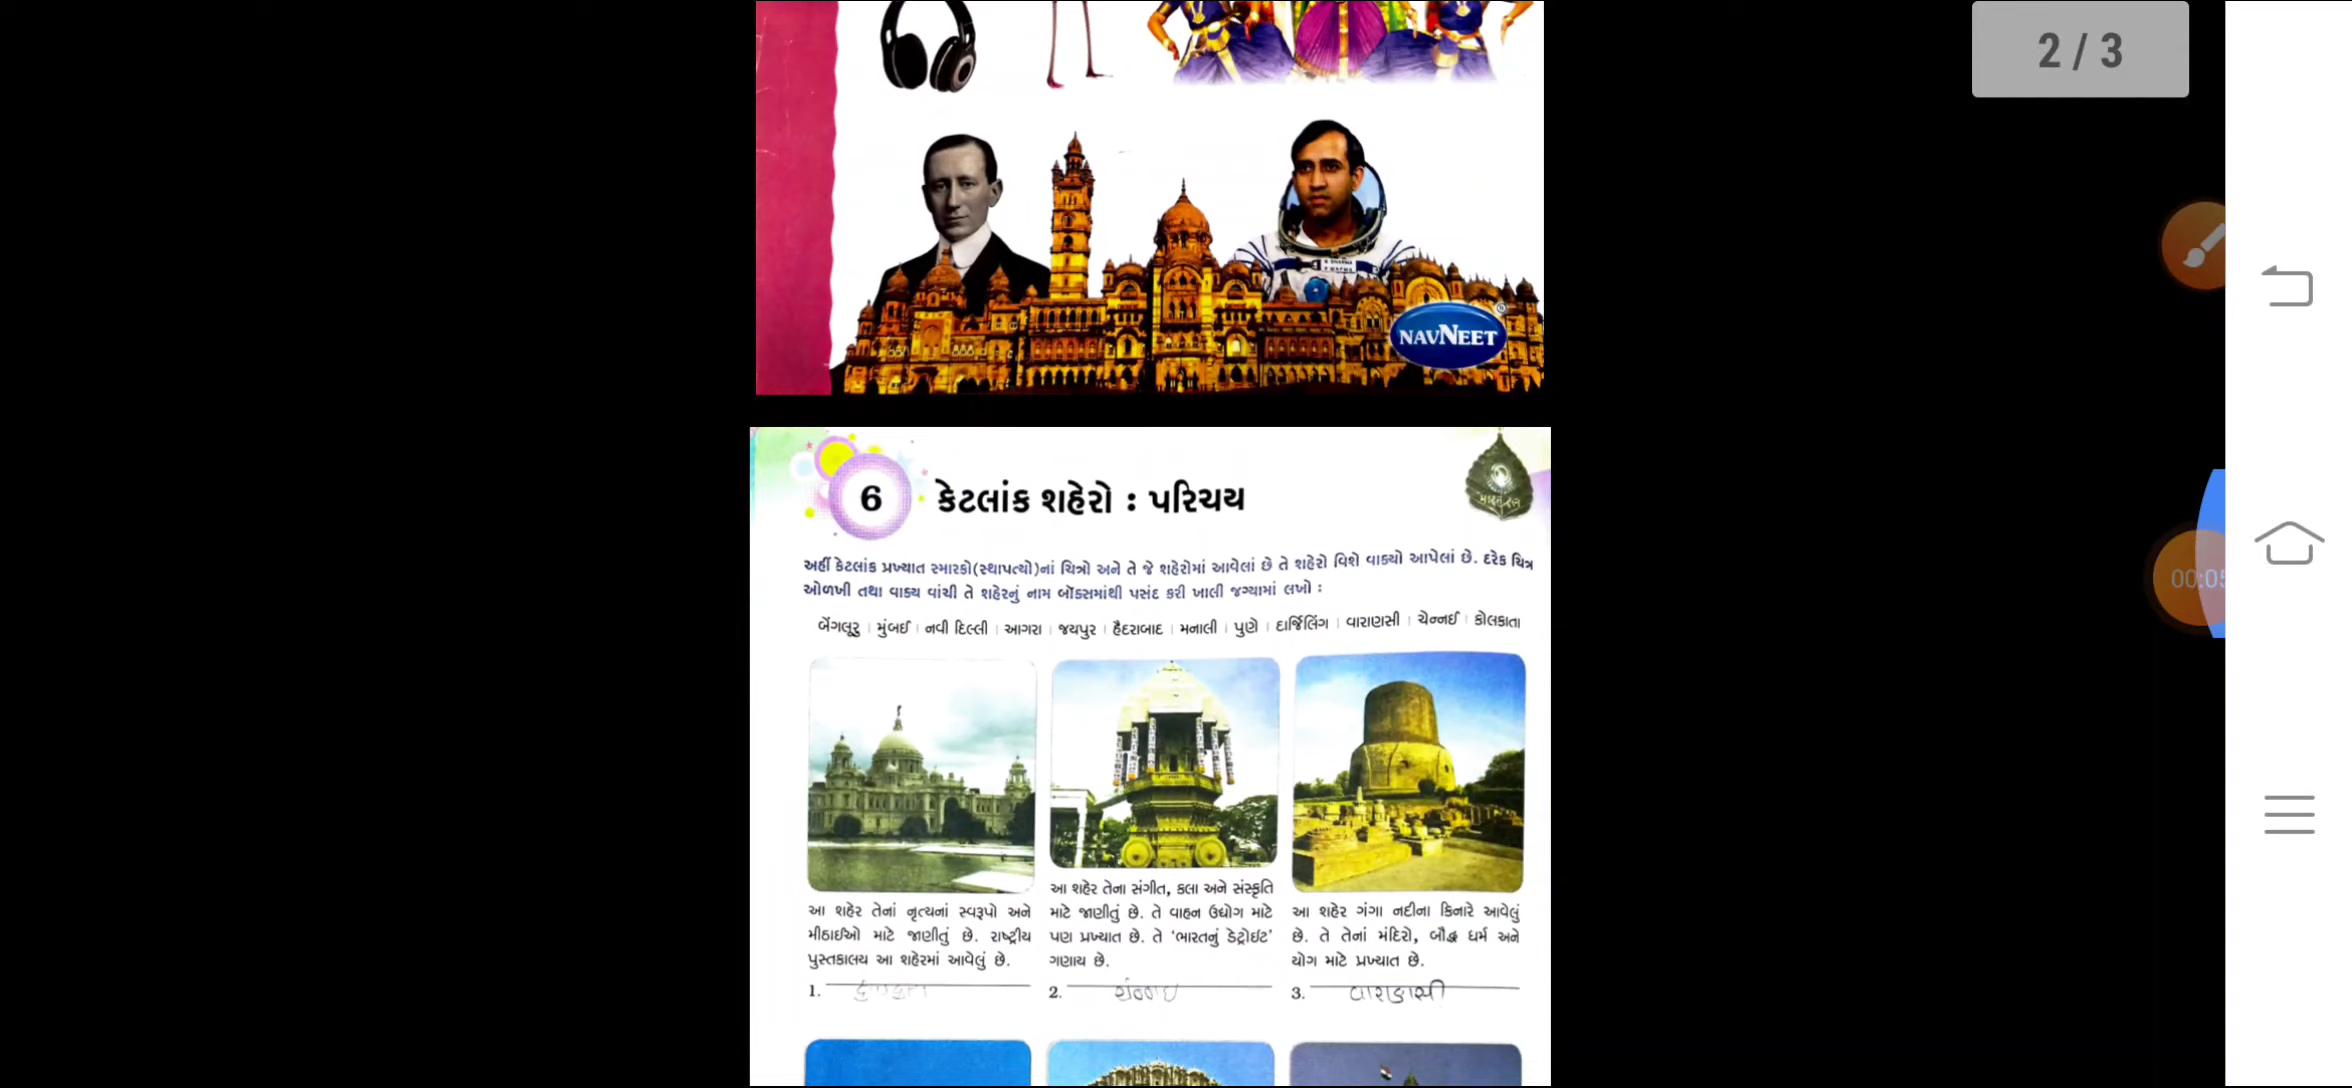 2 / 3
NAVNEET
6
કેટલાંક શહેરો : પરિચય
અહીં કેટલાંક પ્રખ્યાત સ્મારકો(સ્થાપત્યો)નાં ચિત્રો અને તે જે શહેરોમાં આવેલાં છે તે શહેરો વિશે વાક્યો આપેલાં છે. દરેક ચિત્ર
ઓળખી તથા વાક્ય વાંચી તે શહેરનું નામ બૉક્સમાંથી પસંદ કરી ખાલી જગ્યામાં લખો :
બેંગલૂરુ | મુંબઈ | નવી દિલ્લી | આગરા | જયપુર | હૈદરાબાદ | મનાલી | પુણે | દાર્જિલિંગ | વારાણસી | ચેન્નઈ | કોલકાતા
આ શહેર તેનાં નૃત્યનાં સ્વરૂપો અને
મીઠાઈઓ માટે જાણીતું છે. રાષ્ટ્રીય
પુસ્તકાલય આ શહેરમાં આવેલું છે.
1.
આ શહેર તેના સંગીત, કલા અને સંસ્કૃતિ
માટે જાણીતું છે. તે વાહન ઉદ્યોગ માટે
પણ પ્રખ્યાત છે. તે ‘ભારતનું ડેટ્રોઈટ’
ગણાય છે.
2.
આ શહેર ગંગા નદીના કિનારે આવેલું
છે. તે તેનાં મંદિરો, બૌદ્ધ ધર્મ અને
યોગ માટે પ્રખ્યાત છે.
3.
00:05